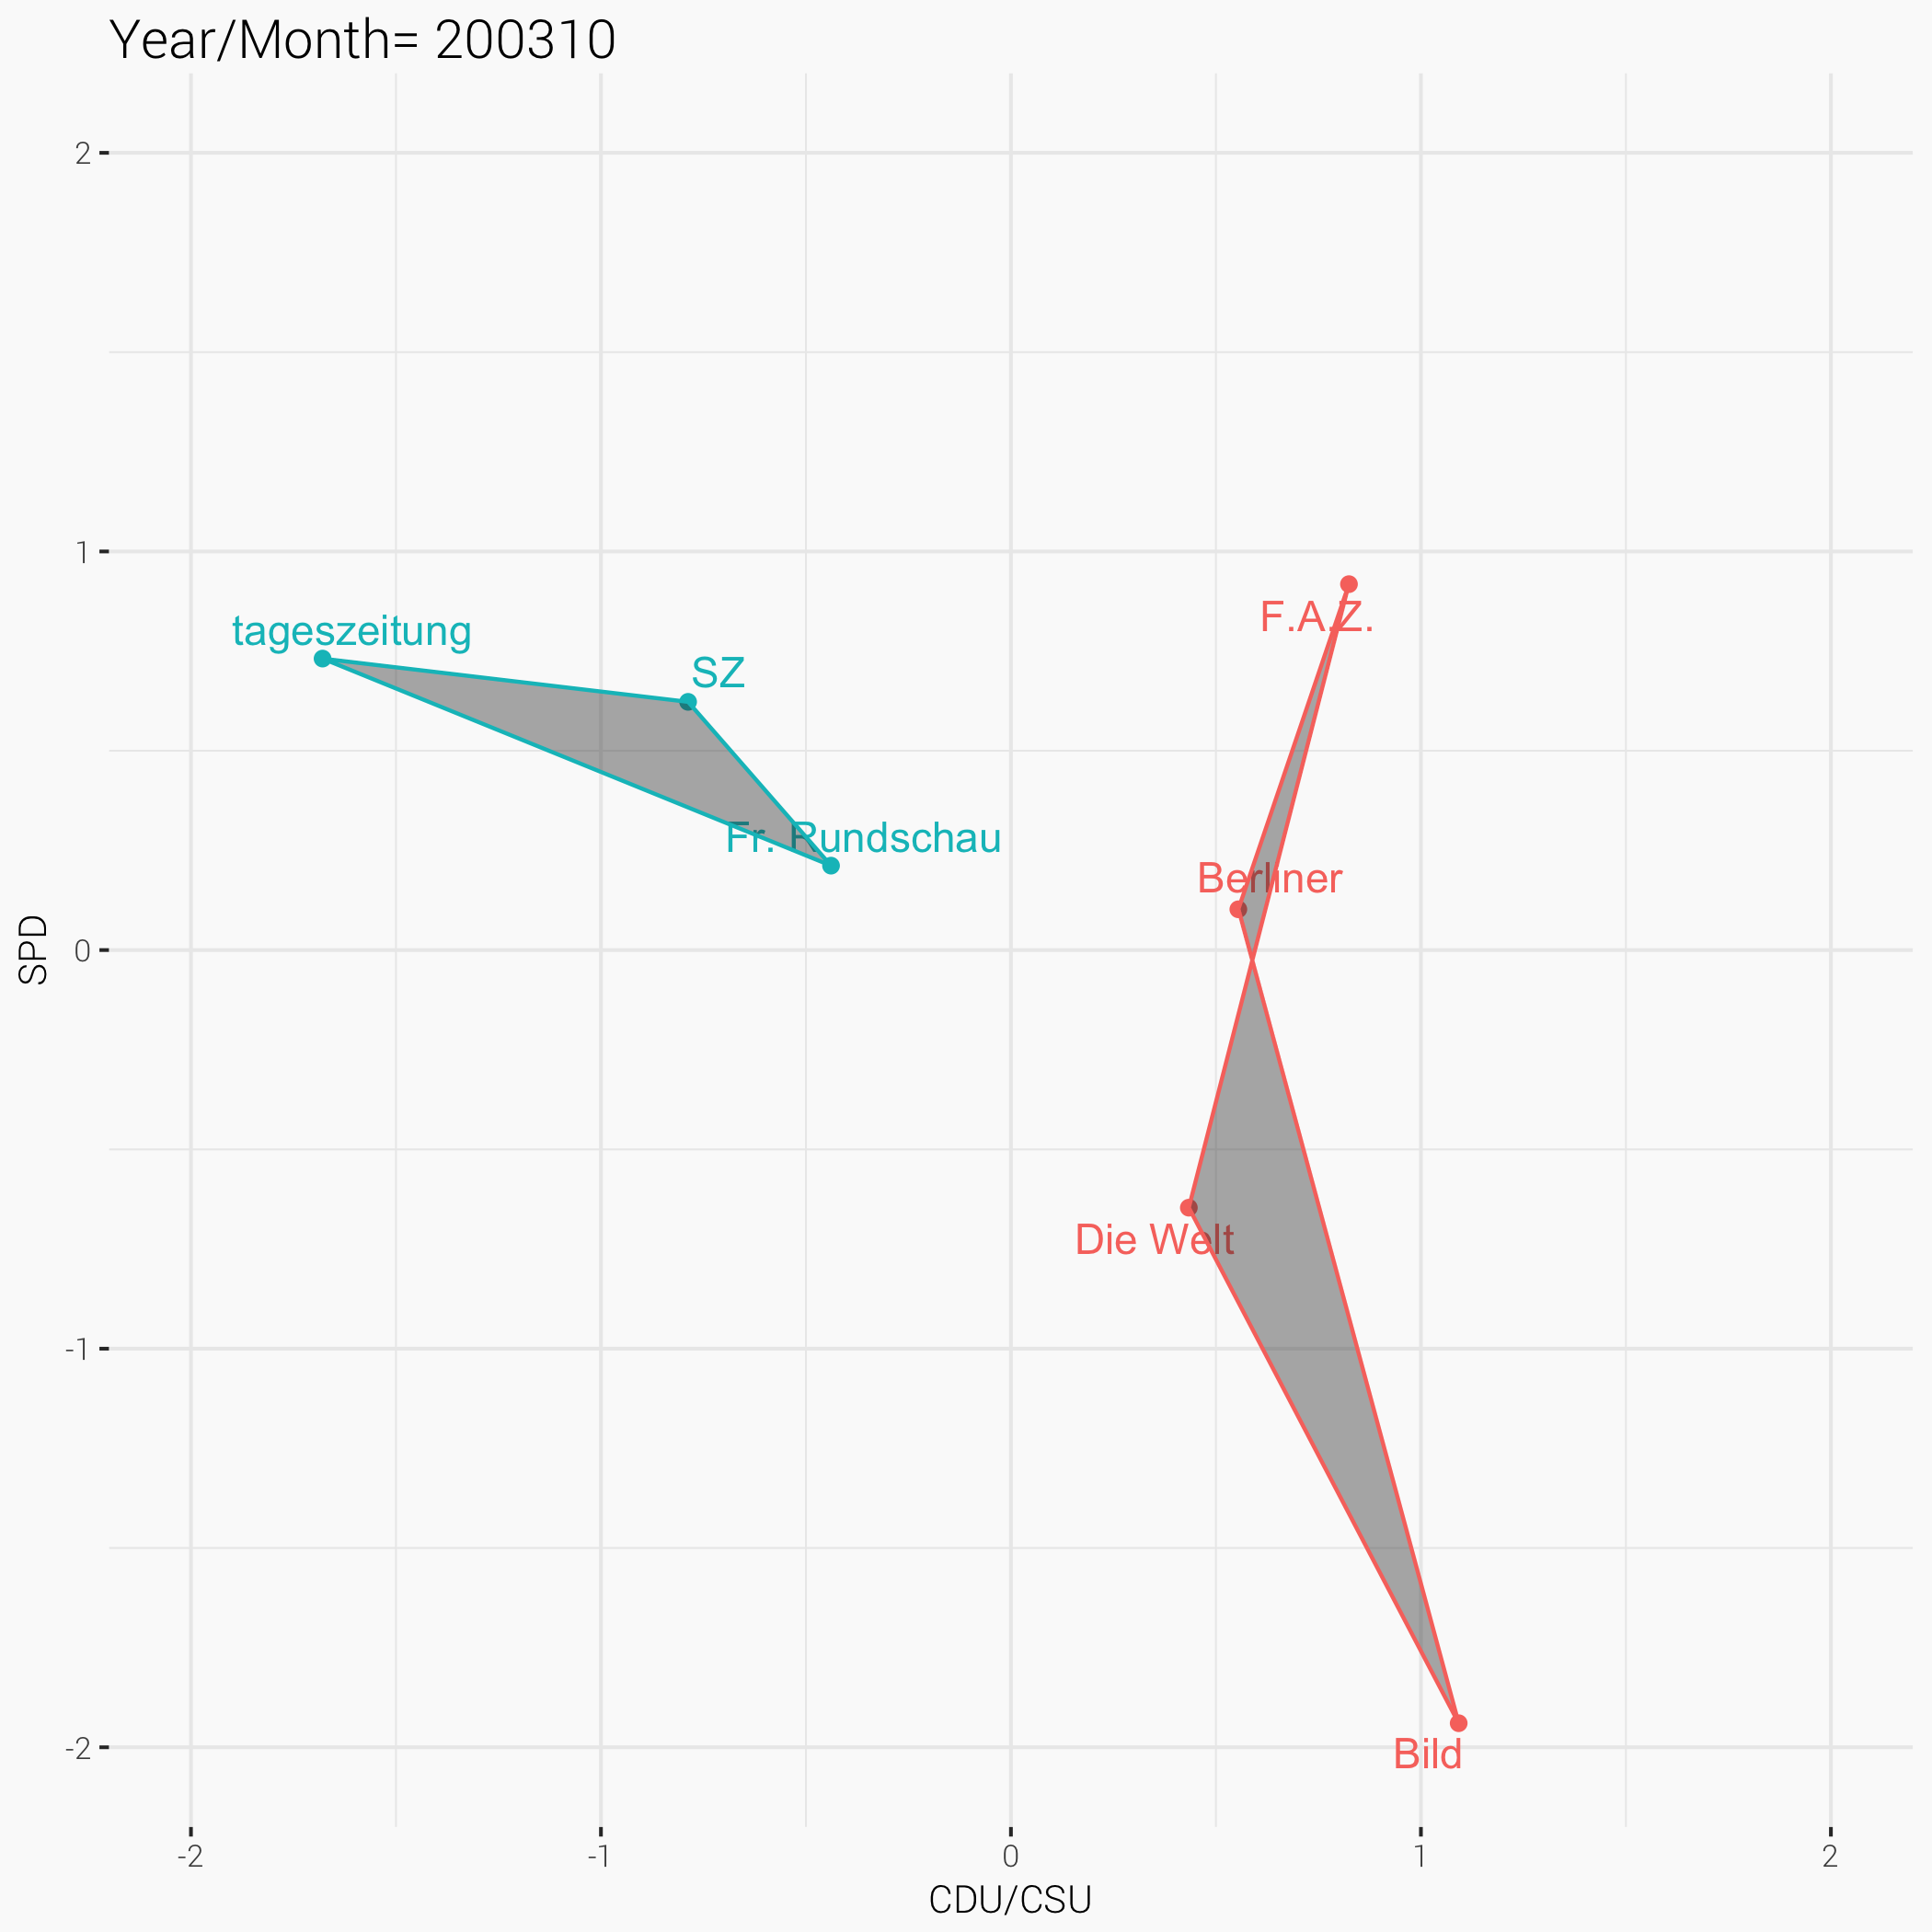 Year/Month= 200310
2
1
0
-1
-2
SPD
tageszeitung
SZ
Fr. Rundschau
F.A.Z.
Berliner
Die Welt
Bild
-2
-1
0
1
2
CDU/CSU